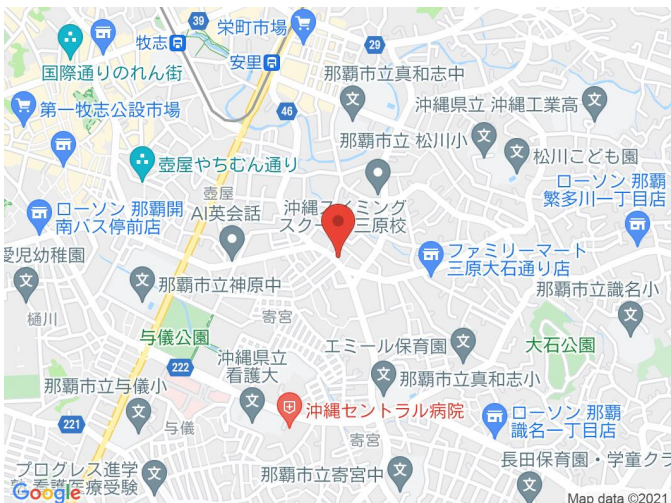 39
栄町市場
牧志
29
国際通りのれん街
安里
那覇市立真和志中
沖縄県立 沖縄工業高
第一牧志公設市場
46
那覇市立 松川小
松川こども園
壺屋やちむん通り
壺屋
ローソン 那覇
繁多川一丁目店
ローソン 那覇開
南バス停前店
AI英会話
沖縄スイミング
スクール三原校
ファミリーマート
三原大石通り店
愛児幼稚園
那覇市立神原中
那覇市立識名小
樋川
寄宮
与儀公園
エミール保育園
大石公園
222
沖縄県立
看護大
那覇市立与儀小
那覇市立真和志小
沖縄セントラル病院
ローソン 那覇
識名一丁目店
221
与儀
寄宮
プログレス進学
看護医療受験
那覇市立寄宮中
長田保育園・学童クラ
Google
Map data ©2021